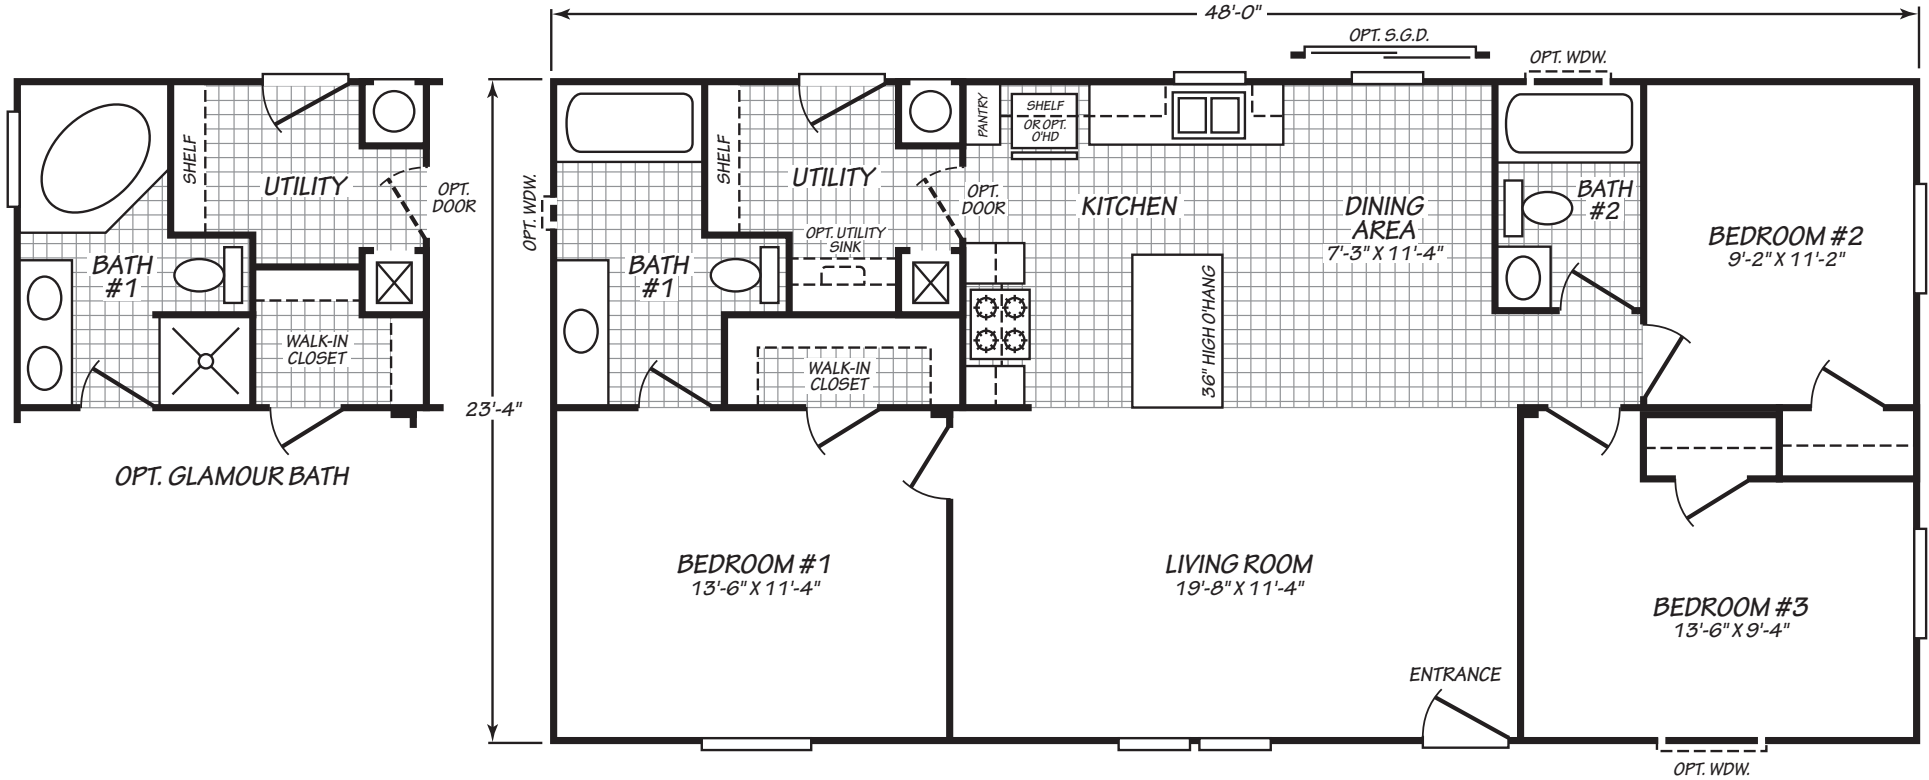 48'-0"
OPT. S.G.D.
OPT. WDW.
SHELF
UTILITY
OPT.
DOOR
BATH
#1
WALK-IN
CLOSET
OPT. GLAMOUR BATH
23'-4"
OPT. WDW.
SHELF
UTILITY
OPT. UTILITY
SINK
BATH
#1
WALK-IN
CLOSET
OPT.
DOOR
PANTRY
SHELF
OR OPT.
O'HD
KITCHEN
36" HIGH O'HANG
DINING
AREA
7'-3" X 11'-4"
BATH
#2
BEDROOM #2
9'-2" X 11'-2"
BEDROOM #1
13'-6" X 11'-4"
LIVING ROOM
19'-8" X 11'-4"
BEDROOM #3
13'-6" X 9'-4"
ENTRANCE
OPT. WDW.